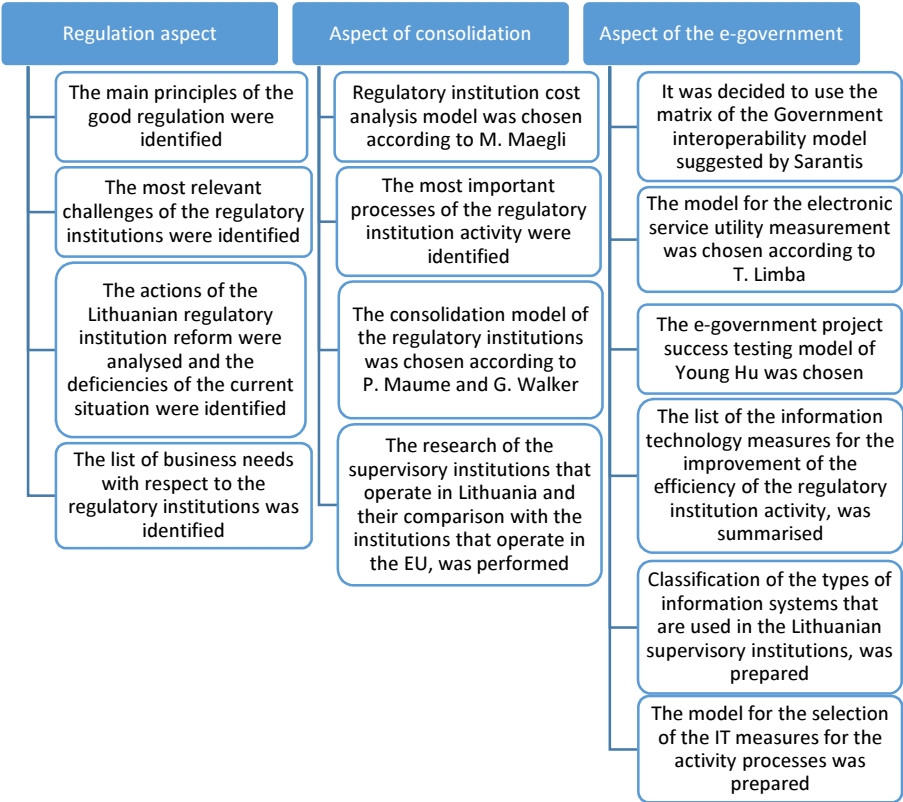 Regulation aspect
The main principles of the
good regulation were
identified
The most relevant
challenges of the regulatory
institutions were identified
The actions of the
Lithuanian regulatory
institution reform were
analysed and the
deficiencies of the current
situation were identified
The list of business needs
with respect to the
regulatory institutions was
identified
Aspect of consolidation
Regulatory institution cost
analysis model was chosen
according to M. Maegli
The most important
processes of the regulatory
institution activity were
identified
The consolidation model of
the regulatory institutions
was chosen according to
P. Maume and G. Walker
The research of the
supervisory institutions that
operate in Lithuania and
their comparison with the
institutions that operate in
the EU, was performed
Aspect of the e-government
It was decided to use the
matrix of the Government
interoperability model
suggested by Sarantis
The model for the electronic
service utility measurement
was chosen according to
T. Limba
The e-government project
success testing model of
Young Hu was chosen
The list of the information
technology measures for the
improvement of the
efficiency of the regulatory
institution activity, was
summarised
Classification of the types of
information systems that
are used in the Lithuanian
supervisory institutions, was
prepared
The model for the selection
of the IT measures for the
activity processes was
prepared